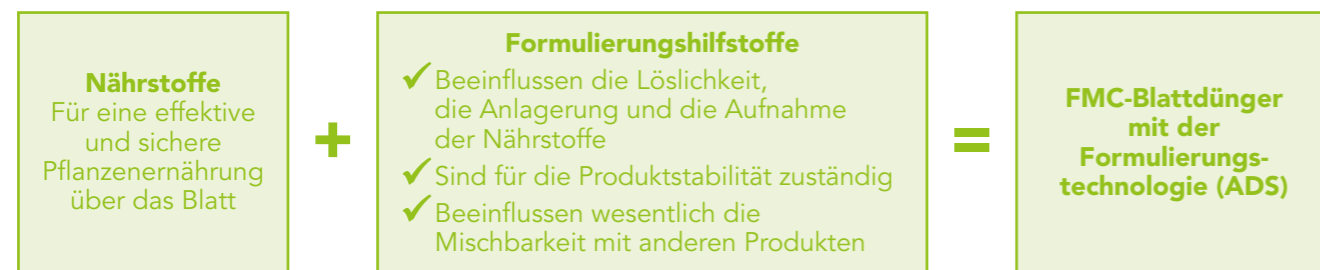 Nährstoffe
Für eine effektive
und sichere
Pflanzenernährung
über das Blatt
+
Formulierungshilfstoffe
✓ Beeinflussen die Löslichkeit,
die Anlagerung und die Aufnahme
der Nährstoffe
✓ Sind für die Produktstabilität zuständig
✓ Beeinflussen wesentlich die
Mischbarkeit mit anderen Produkten
=
FMC-Blattdünger
mit der
Formulierungs-
technologie (ADS)